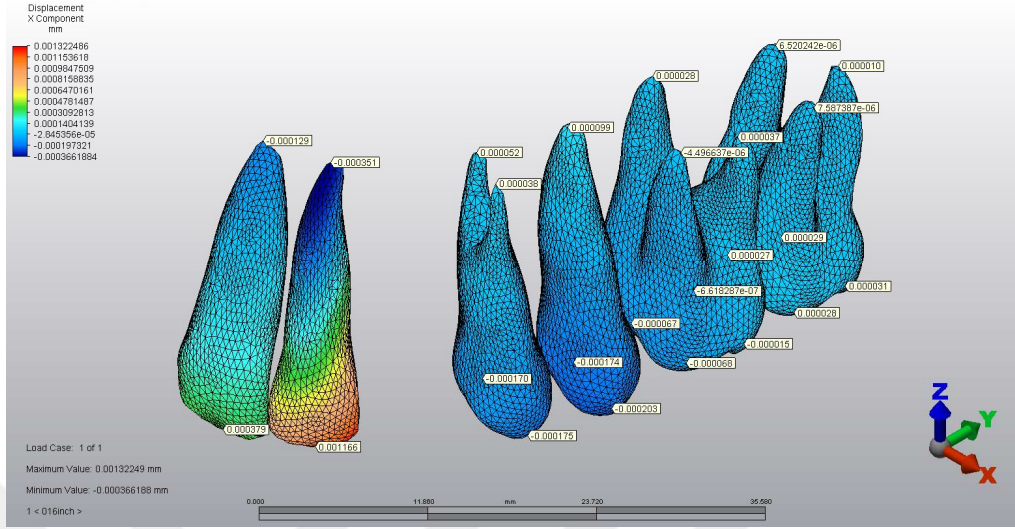 Displacement
X Component
mm
0.001322486
0.001153618
0.0009847509
0.0008158835
0.0006470161
0.0004781487
0.0003092813
0.0001404139
-2.845356e-05
-0.000197321
-0.0003661884
6.520242e-06
0.000010
0.000028
7.587387e-06
0.000099
0.000037
-0.000129
-4.496637e-06
0.000052
-0.000351
0.000038
0.000029
0.000027
0.000031
-6.618287e-07
0.000028
-0.000067
-0.000015
-0.000174
-0.000068
-0.000170
-0.000203
0.000379
-0.000175
0.001166
Z
Y
X
Load Case: 1 of 1
Maximum Value: 0.00132249 mm
Minimum Value: -0.000366188 mm
1 < 016inch >
0.000 11.860 mm 23.720 35.580